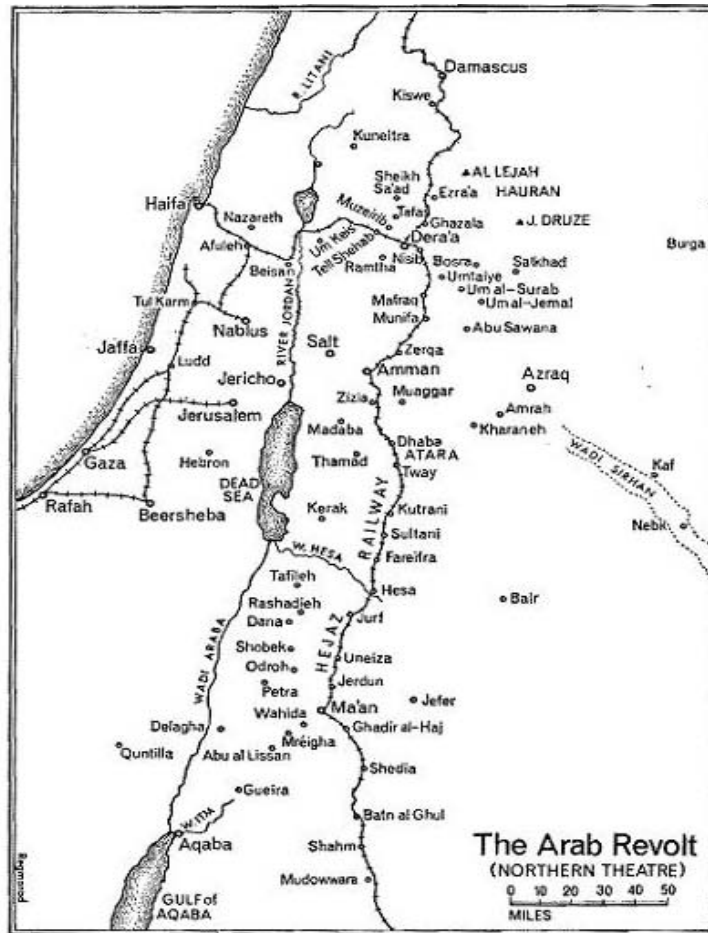 Damascus
R. LITANI
Kiswe
Kuneitra
Sheikh
Sa'ad
AL LEJAH
HAURAN
Ezra'a
Haifa
Nazareth
Muzeirib
Tafas
Ghazala
J. DRUZE
Afuleh
Um Keis
Tell Shehab
Dera'a
Burga
Beisan
Ramtha
Nisib
Bosra
Salkhad
Umtaiye
Um al-Surab
Tul Karm
Mafraq
Um al-Jemal
Nablus
RIVER JORDAN
Munifa
Abu Sawana
Jaffa
Salt
Ludd
Zerqa
Jericho
Amman
Azraq
Jerusalem
Zizia
Muaggar
Amrah
Madaba
Kharaneh
Gaza
Hebron
Thamad
Dhaba
ATARA
WADI SIRHAN
Kaf
DEAD
SEA
Tway
Rafah
Beersheba
Kerak
Kutrani
Nebk
RAILWAY
Sultani
W. HESA
Fareifra
Tafileh
Hesa
Bair
Rashadieh
Dana
Jurf
WADI ARABA
HEJAZ
Shobek
Uneiza
Odroh
Petra
Jerdun
Jefer
Wahida
Ma'an
Delagha
Mréigha
Ghadir al-Haj
Quntilla
Abu al Lissan
Shedia
Gueira
W. ITM
Batn al Ghul
Aqaba
Shahm
The Arab Revolt
(NORTHERN THEATRE)
Mudowwara
0 10 20 30 40 50
MILES
GULF of
AQABA